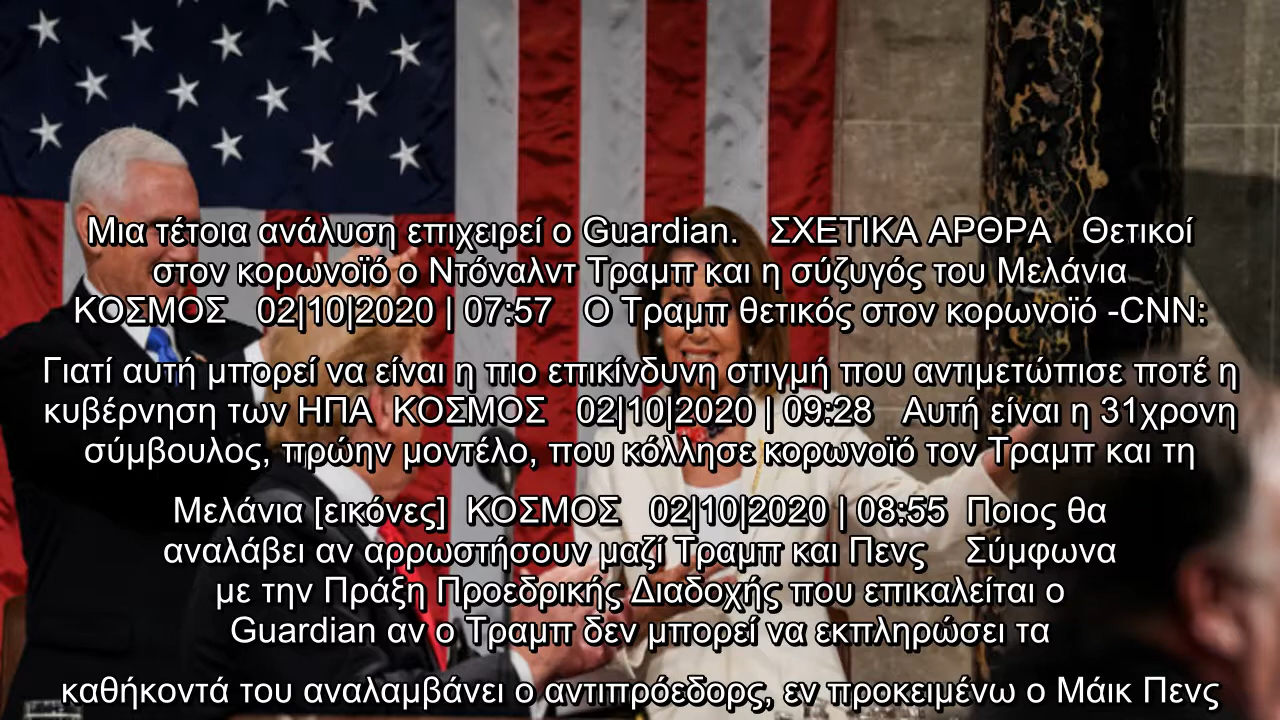 Μια τέτοια ανάλυση επιχειρεί ο Guardian. ΣΧΕΤΙΚΑ ΑΡΘΡΑ Θετικοί
στον κορωνοϊό ο Ντόναλντ Τραμπ και η σύζυγός του Μελάνια
ΚΟΣΜΟΣ 02|10|2020 | 07:57 Ο Τραμπ θετικός στον κορωνοϊό -CNN:
Γιατί αυτή μπορεί να είναι η πιο επικίνδυνη στιγμή που αντιμετώπισε ποτέ η
κυβέρνηση των ΗΠΑ ΚΟΣΜΟΣ 02|10|2020 | 09:28 Αυτή είναι η 31χρονη
σύμβουλος, πρώην μοντέλο, που κόλλησε κορωνοϊό τον Τραμπ και τη
Μελάνια [εικόνες] ΚΟΣΜΟΣ 02|10|2020 | 08:55 Ποιος θα
αναλάβει αν αρρωστήσουν μαζί Τραμπ και Πενς Σύμφωνα
με την Πράξη Προεδρικής Διαδοχής που επικαλείται ο
Guardian αν ο Τραμπ δεν μπορεί να εκπληρώσει τα
καθήκοντά του αναλαμβάνει ο αντιπρόεδορς, εν προκειμένω ο Μάικ Πενς